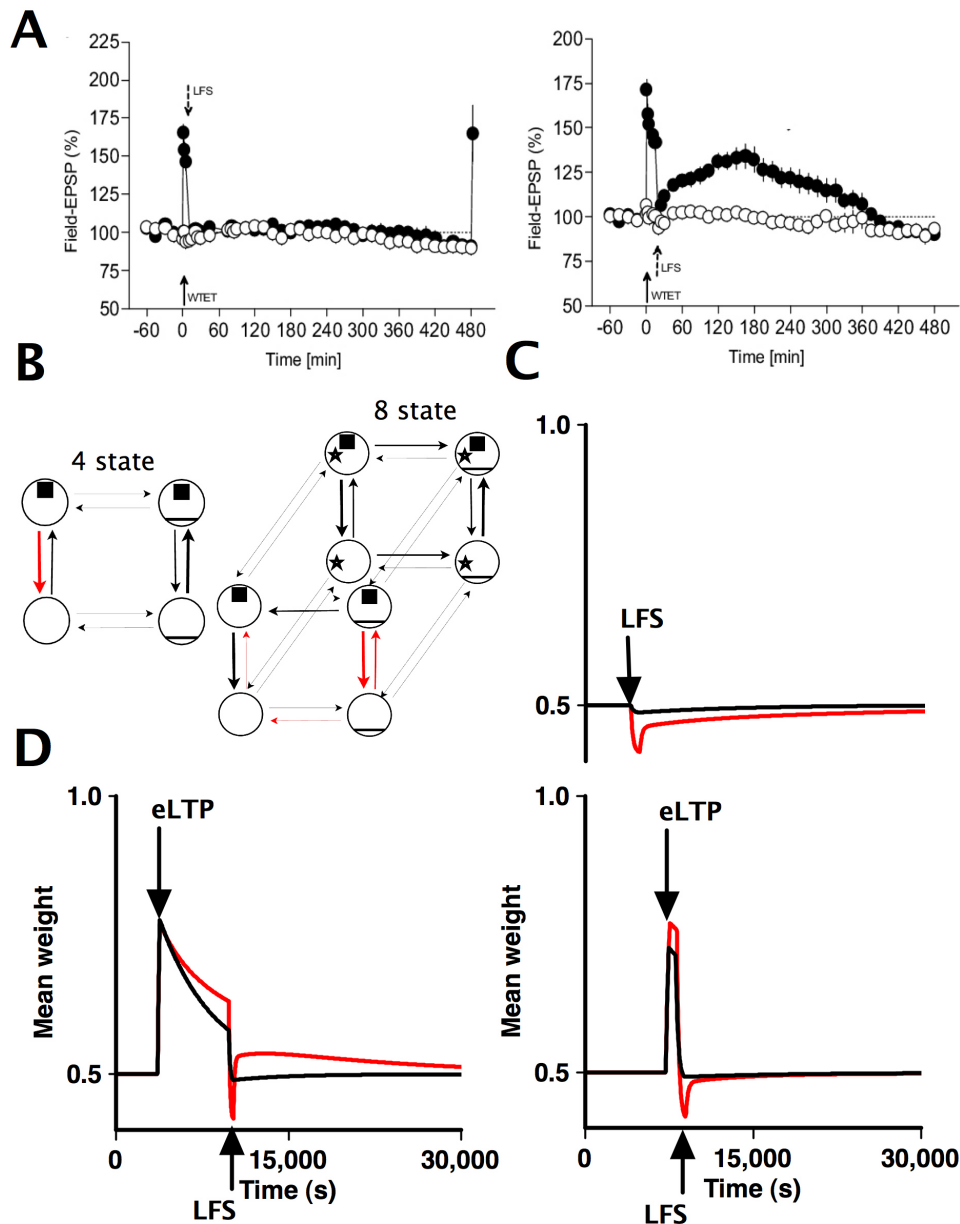 A
225
200
175
150
125
100
75
50
Field-EPSP (%)
LFS
WTET
-60 0 60 120 180 240 300 360 420 480
Time [min]
200
175
150
125
100
75
50
Field-EPSP (%)
LFS
WTET
-60 0 60 120 180 240 300 360 420 480
Time [min]
B
4 state
8 state
C
1.0
0.5
LFS
D
1.0
0.5
Mean weight
eLTP
LFS
0 15,000 30,000
Time (s)
1.0
0.5
Mean weight
eLTP
LFS
0 15,000 30,000
Time (s)